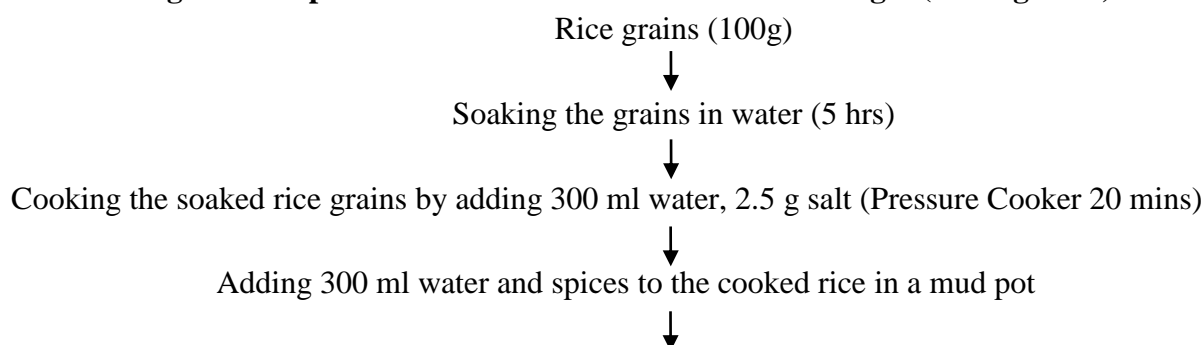 Rice grains (100g)
Soaking the grains in water (5 hrs)
Cooking the soaked rice grains by adding 300 ml water, 2.5 g salt (Pressure Cooker 20 mins)
Adding 300 ml water and spices to the cooked rice in a mud pot